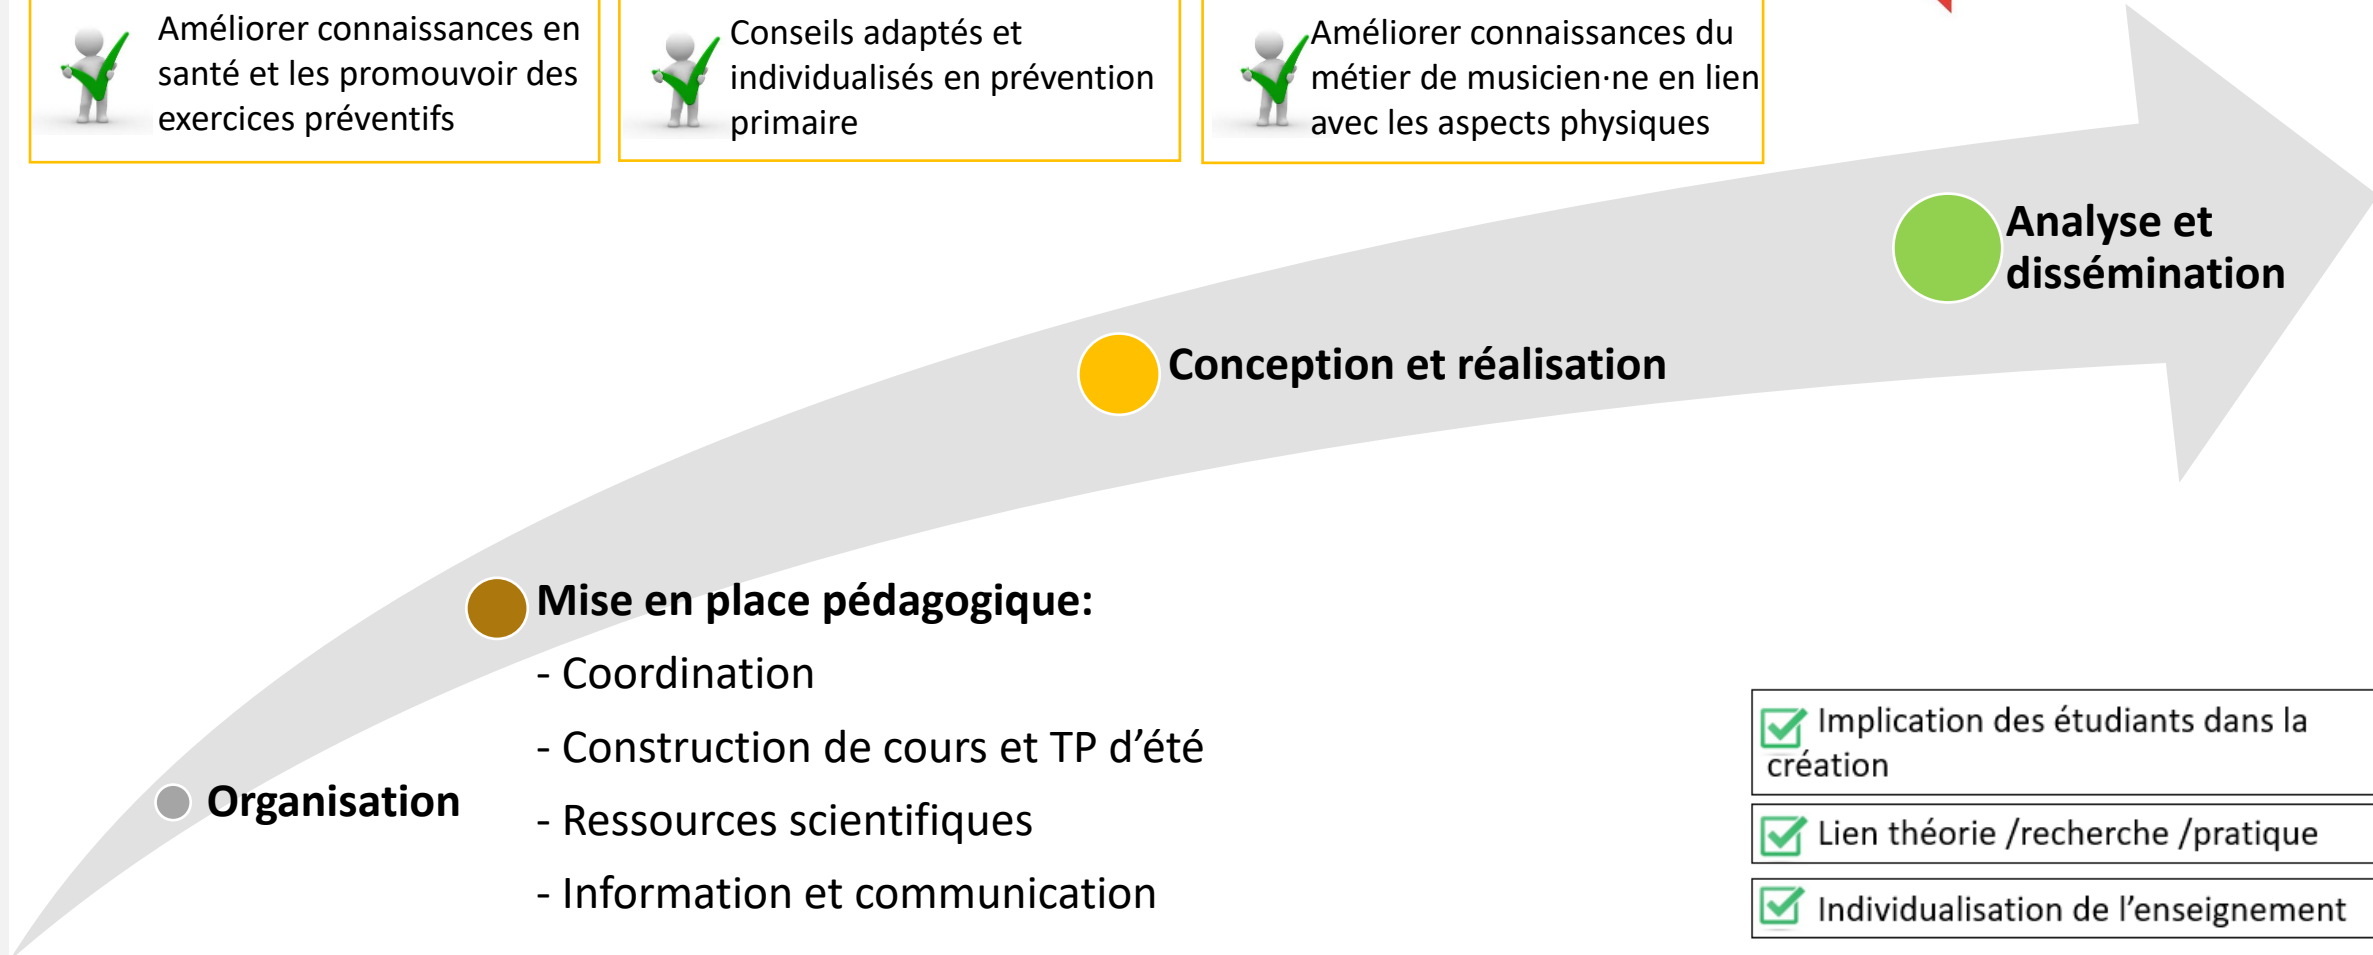 Améliorer connaissances en
santé et les promouvoir des
exercices préventifs
Conseils adaptés et
individualisés en prévention
primaire
Améliorer connaissances du
métier de musicien·ne en lien
avec les aspects physiques
Analyse et
dissémination
Conception et réalisation
Mise en place pédagogique:
- Coordination
- Construction de cours et TP d’été
- Ressources scientifiques
- Information et communication
Organisation
Implication des étudiants dans la
création
Lien théorie /recherche /pratique
Individualisation de l’enseignement